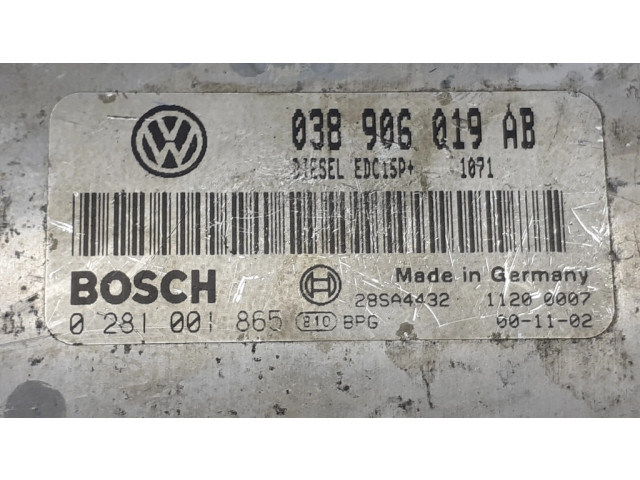 038 906 019 AB
DIESEL EDC15P+ 1071
BOSCH
Made in Germany
28SA4432 1120 0007
0 281 001 865 810 BPG 00-11-02